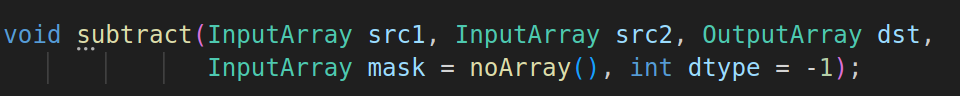 void subtract(InputArray src1, InputArray src2, OutputArray dst,
InputArray mask = noArray(), int dtype = -1);